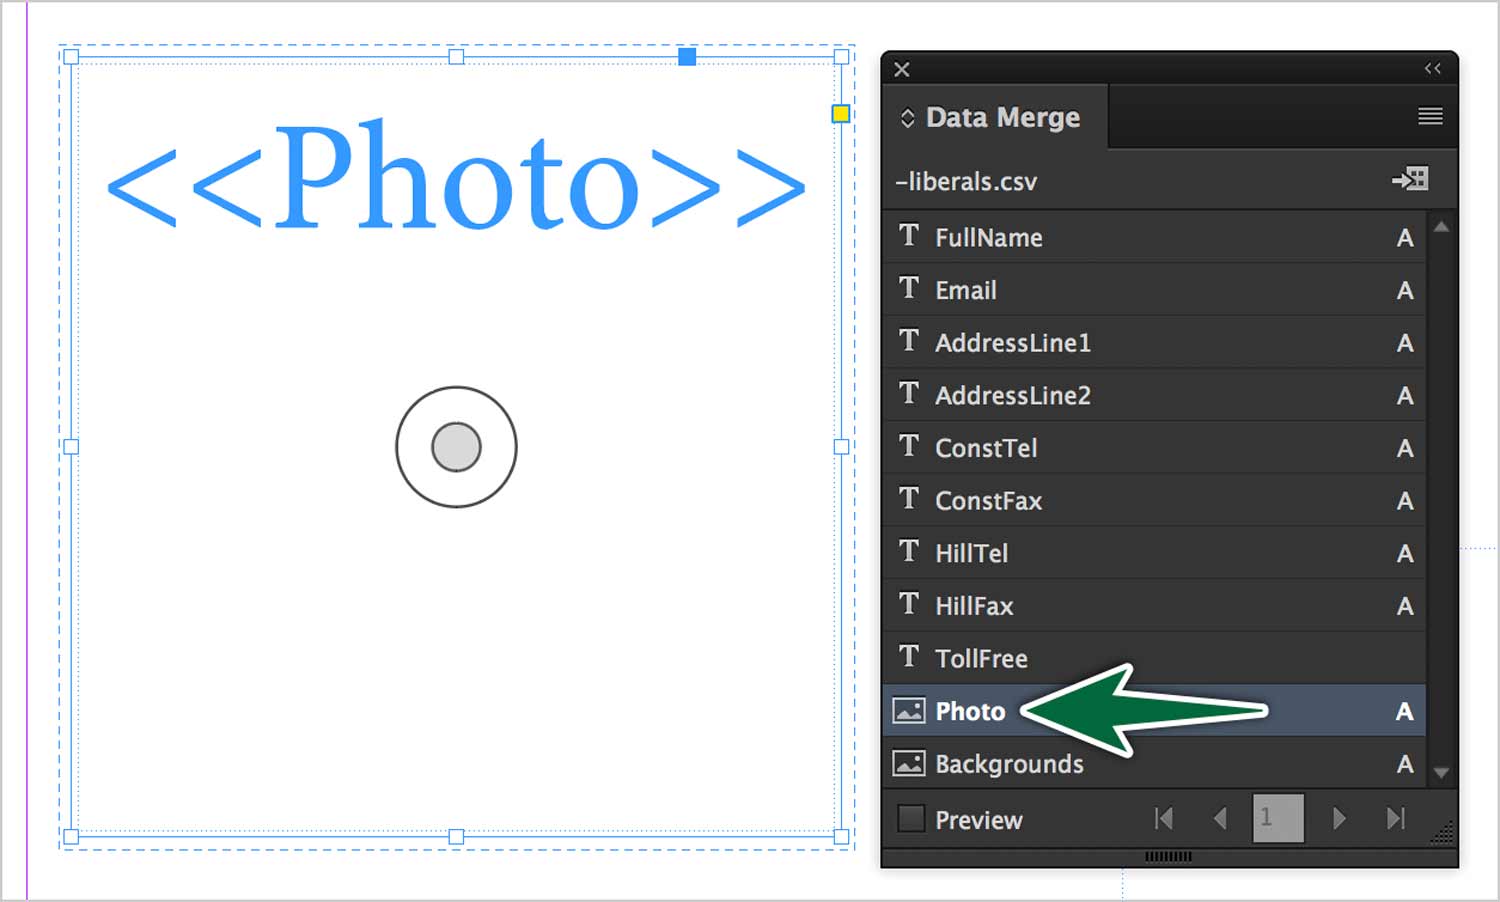 <<Photo>>
Data Merge
-liberals.csv
T FullName A
T Email A
T AddressLine1 A
T AddressLine2 A
T ConstTel A
T ConstFax A
T HillTel A
T HillFax A
T TollFree
Photo A
Backgrounds A
Preview 1